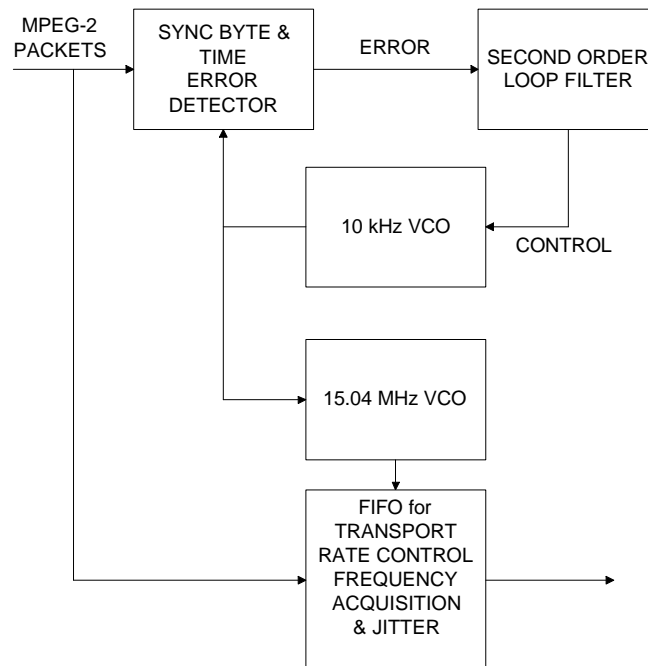 MPEG-2
PACKETS
SYNC BYTE &
TIME
ERROR
DETECTOR
ERROR
SECOND ORDER
LOOP FILTER
10 kHz VCO
CONTROL
15.04 MHz VCO
FIFO for
TRANSPORT
RATE CONTROL
FREQUENCY
ACQUISITION
& JITTER